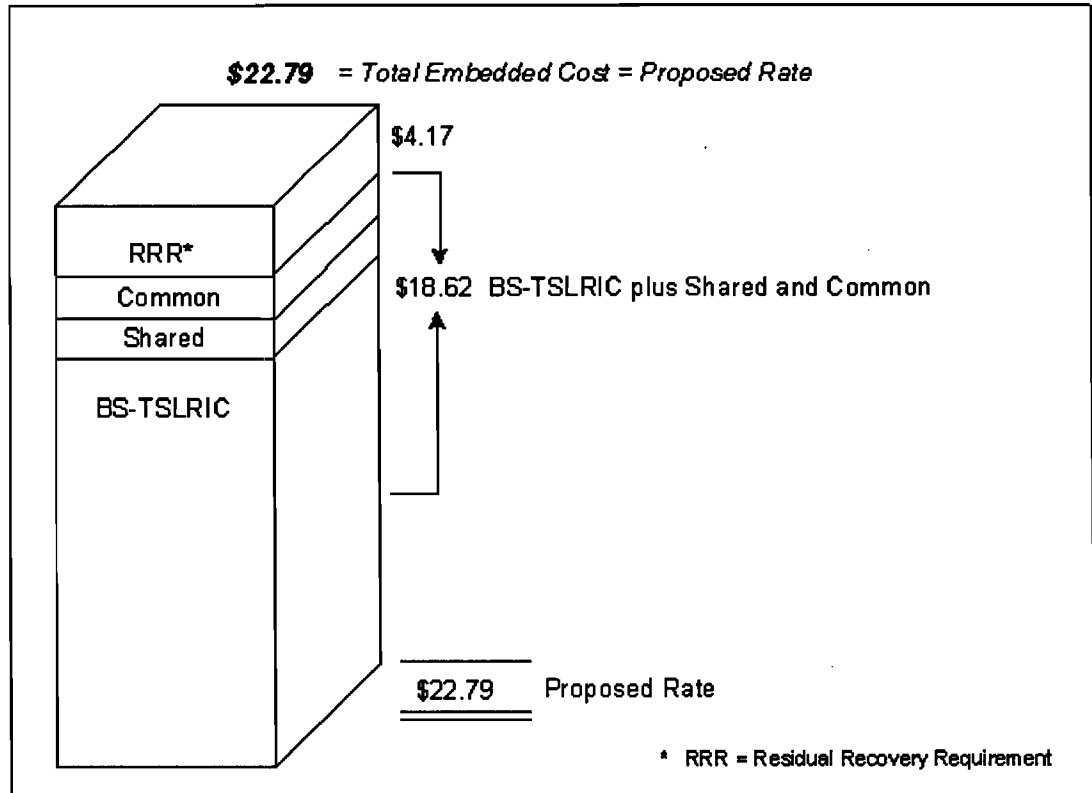 $22.79 = Total Embedded Cost = Proposed Rate
$4.17
RRR*
Common
$18.62 BS-TSLRIC plus Shared and Common
Shared
BS-TSLRIC
$22.79 Proposed Rate
* RRR = Residual Recovery Requirement